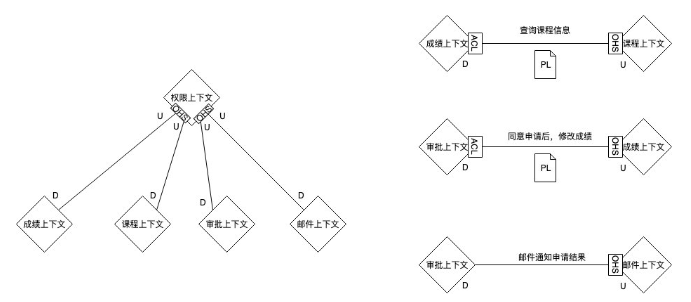 权限上下文
OHS
OHS
U
U
U
U
D
D
D
D
成绩上下文
课程上下文
审批上下文
邮件上下文
查询课程信息
成绩上下文
ACL
OHS
课程上下文
D
PL
U
同意申请后，修改成绩
审批上下文
ACL
OHS
成绩上下文
D
PL
U
邮件通知申请结果
审批上下文
OHS
邮件上下文
D
U